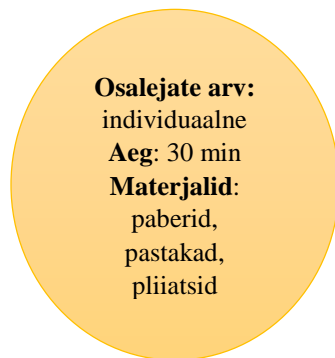 Osalejate arv:
individuaalne
Aeg: 30 min
Materjalid:
paberid,
pastakad,
pliiatsid